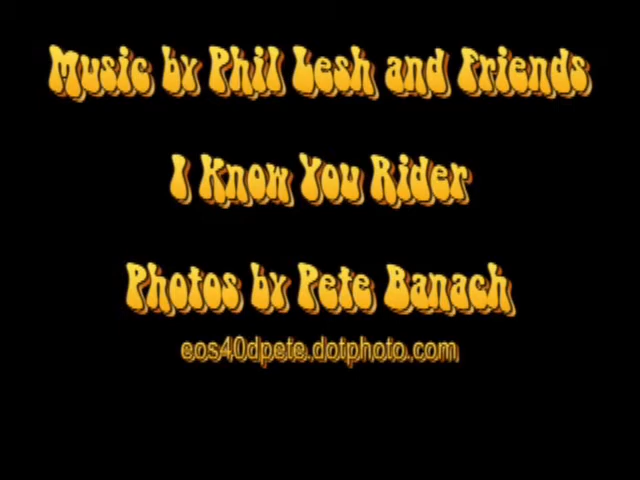 Music by Phil Lesh and Friends
I Know You Rider
Photos by Pete Banach
eos40dpete.dotphoto.com